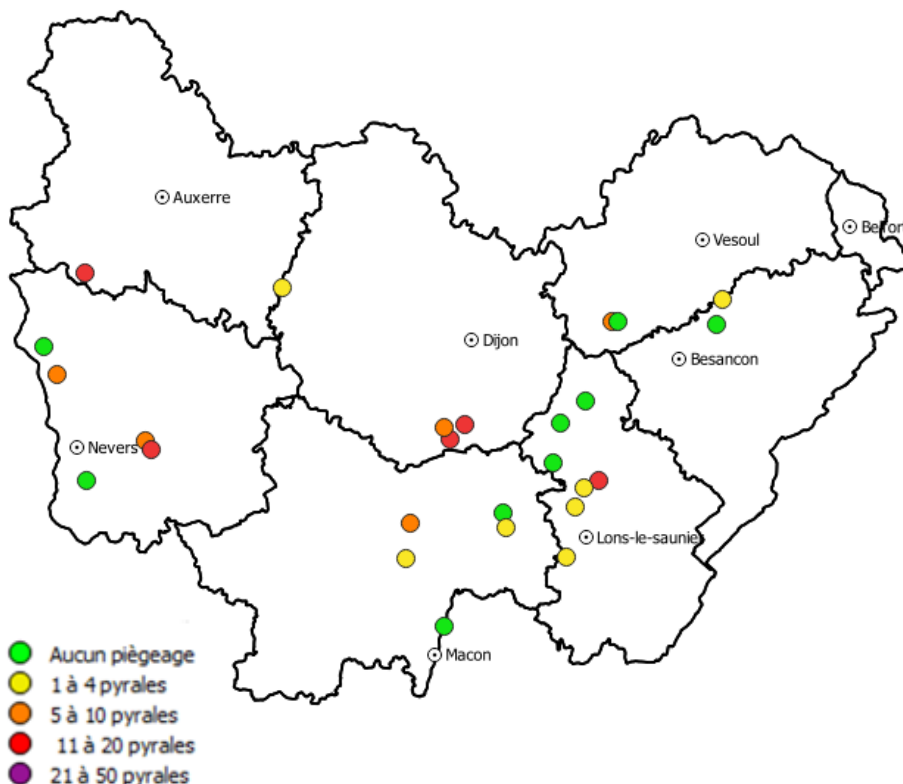 Auxerre
Belfort
Vesoul
Dijon
Besancon
Nevers
Lons-le-saunier
Macon
Aucun piègeage
1 à 4 pyrales
5 à 10 pyrales
11 à 20 pyrales
21 à 50 pyrales